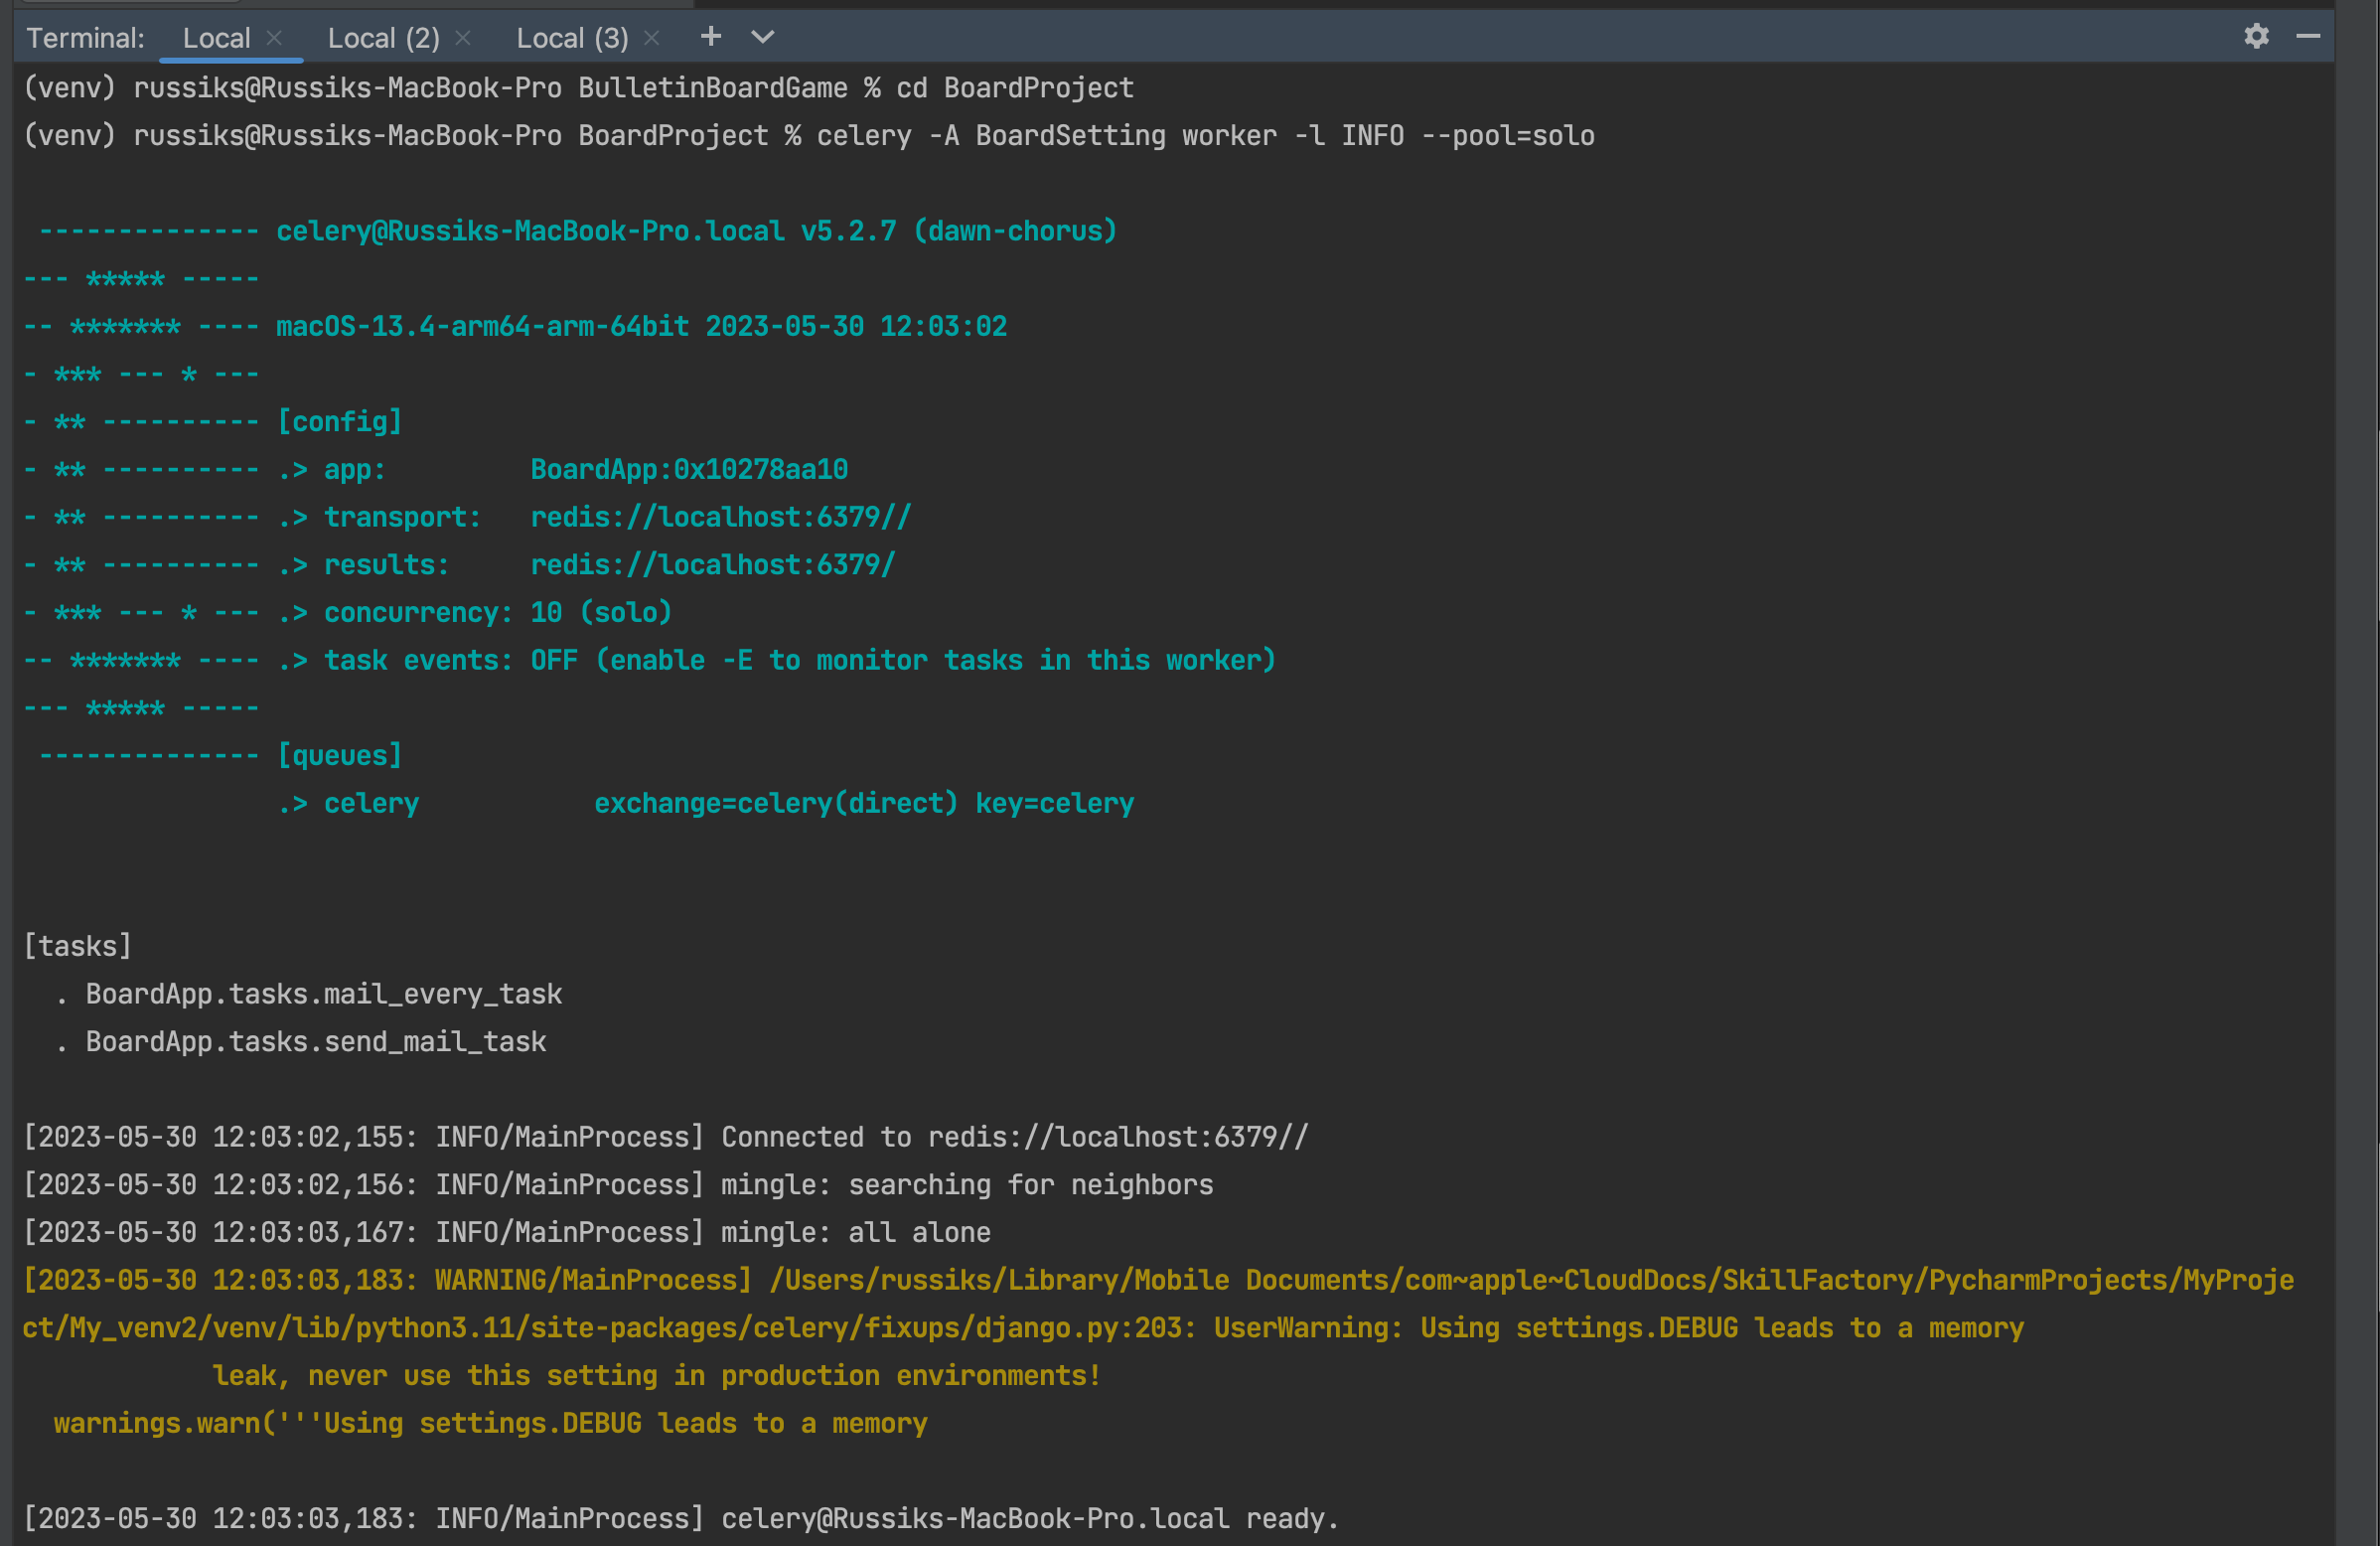 Terminal: Local × Local (2) × Local (3) × +
(venv) russiks@Russiks-MacBook-Pro BulletinBoardGame % cd BoardProject
(venv) russiks@Russiks-MacBook-Pro BoardProject % celery -A BoardSetting worker -l INFO --pool=solo
 -------------- celery@Russiks-MacBook-Pro.local v5.2.7 (dawn-chorus)
--- ***** -----
-- ******* ---- macOS-13.4-arm64-arm-64bit 2023-05-30 12:03:02
- *** --- * ---
- ** ---------- [config]
- ** ---------- .> app:         BoardApp:0x10278aa10
- ** ---------- .> transport:   redis://localhost:6379//
- ** ---------- .> results:     redis://localhost:6379/
- *** --- * --- .> concurrency: 10 (solo)
-- ******* ---- .> task events: OFF (enable -E to monitor tasks in this worker)
--- ***** -----
 -------------- [queues]
                .> celery           exchange=celery(direct) key=celery
[tasks]
  . BoardApp.tasks.mail_every_task
  . BoardApp.tasks.send_mail_task
[2023-05-30 12:03:02,155: INFO/MainProcess] Connected to redis://localhost:6379//
[2023-05-30 12:03:02,156: INFO/MainProcess] mingle: searching for neighbors
[2023-05-30 12:03:03,167: INFO/MainProcess] mingle: all alone
[2023-05-30 12:03:03,183: WARNING/MainProcess] /Users/russiks/Library/Mobile Documents/com~apple~CloudDocs/SkillFactory/PycharmProjects/MyProje
ct/My_venv2/venv/lib/python3.11/site-packages/celery/fixups/django.py:203: UserWarning: Using settings.DEBUG leads to a memory
            leak, never use this setting in production environments!
  warnings.warn('''Using settings.DEBUG leads to a memory
[2023-05-30 12:03:03,183: INFO/MainProcess] celery@Russiks-MacBook-Pro.local ready.